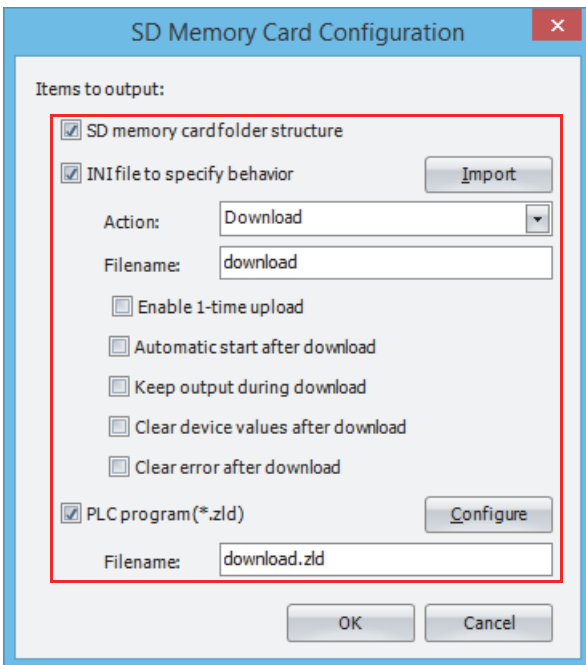 SD Memory Card Configuration
Items to output:
SD memory card folder structure
INI file to specify behavior
Import
Action:
Download
Filename:
download
Enable 1-time upload
Automatic start after download
Keep output during download
Clear device values after download
Clear error after download
PLC program(*.zld)
Configure
Filename:
download.zld
OK
Cancel